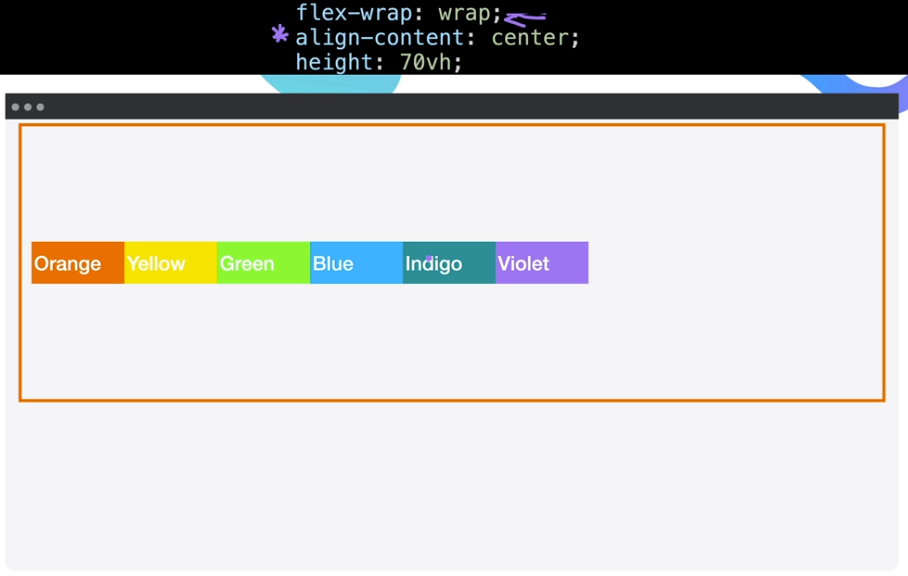 flex-wrap: wrap;
* align-content: center;
height: 70vh;
Orange Yellow Green Blue Indigo Violet